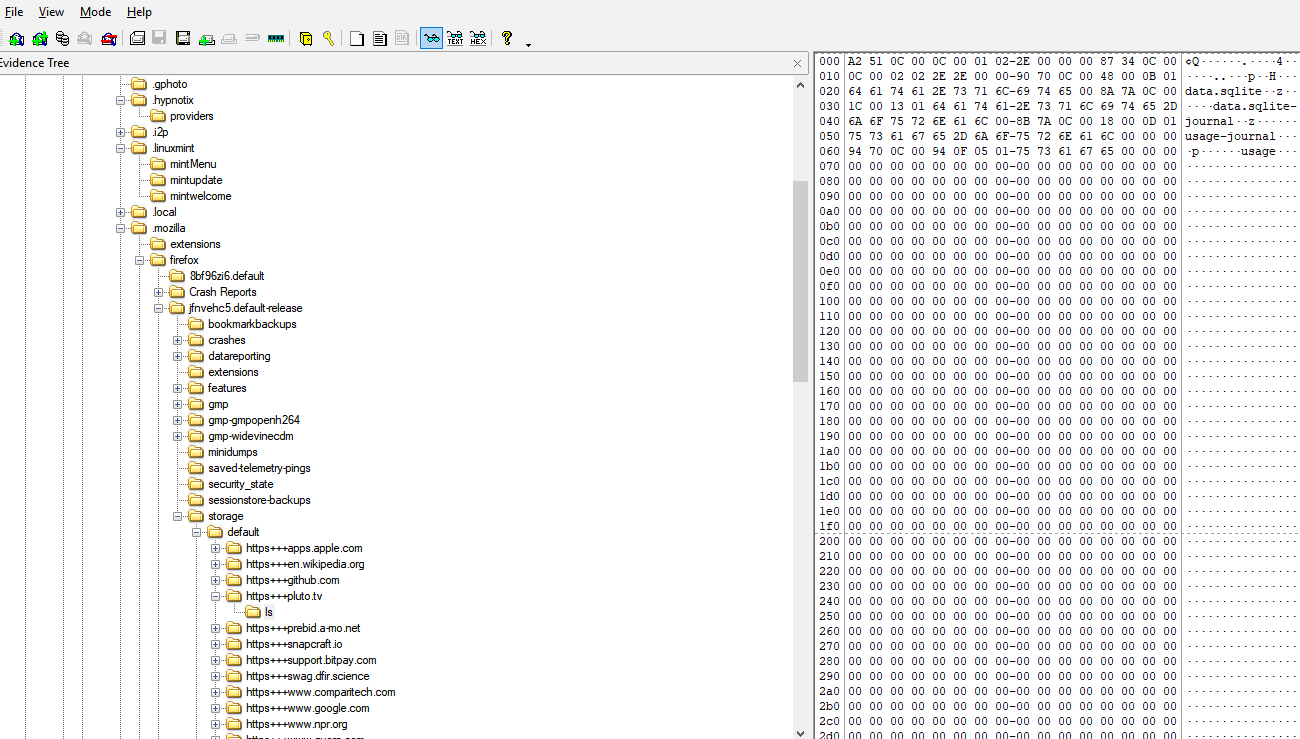 File View Mode Help
Evidence Tree
.gphoto
.hypnotix
providers
.i2p
.linuxmint
mintMenu
mintupdate
mintwelcome
.local
.mozilla
extensions
firefox
8bf96zi6.default
Crash Reports
jfnvehc5.default-release
bookmarkbackups
crashes
datareporting
extensions
features
gmp
gmp-gmpopenh264
gmp-widevinecdm
minidumps
saved-telemetry-pings
security_state
sessionstore-backups
storage
default
https+++apps.apple.com
https+++en.wikipedia.org
https+++github.com
https+++pluto.tv
ls
https+++prebid.a-mo.net
https+++snapcraft.io
https+++support.bitpay.com
https+++swag.dfir.science
https+++www.comparitech.com
https+++www.google.com
https+++www.npr.org
000 A2 51 0C 00 0C 00 01 02-2E 00 00 00 87 34 0C 00 ¢Q······.····4··
010 0C 00 02 02 2E 2E 00 00-90 70 0C 00 48 00 0B 01 ····..···p··H···
020 64 61 74 61 2E 73 71 6C-69 74 65 00 8A 7A 0C 00 data.sqlite··z··
030 1C 00 13 01 64 61 74 61-2E 73 71 6C 69 74 65 2D ····data.sqlite-
040 6A 6F 75 72 6E 61 6C 00-8B 7A 0C 00 18 00 0D 01 journal··z······
050 75 73 61 67 65 2D 6A 6F-75 72 6E 61 6C 00 00 00 usage-journal···
060 94 70 0C 00 94 0F 05 01-75 73 61 67 65 00 00 00 ·p······usage···
070 00 00 00 00 00 00 00 00-00 00 00 00 00 00 00 00 ················
080 00 00 00 00 00 00 00 00-00 00 00 00 00 00 00 00 ················
090 00 00 00 00 00 00 00 00-00 00 00 00 00 00 00 00 ················
0a0 00 00 00 00 00 00 00 00-00 00 00 00 00 00 00 00 ················
0b0 00 00 00 00 00 00 00 00-00 00 00 00 00 00 00 00 ················
0c0 00 00 00 00 00 00 00 00-00 00 00 00 00 00 00 00 ················
0d0 00 00 00 00 00 00 00 00-00 00 00 00 00 00 00 00 ················
0e0 00 00 00 00 00 00 00 00-00 00 00 00 00 00 00 00 ················
0f0 00 00 00 00 00 00 00 00-00 00 00 00 00 00 00 00 ················
100 00 00 00 00 00 00 00 00-00 00 00 00 00 00 00 00 ················
110 00 00 00 00 00 00 00 00-00 00 00 00 00 00 00 00 ················
120 00 00 00 00 00 00 00 00-00 00 00 00 00 00 00 00 ················
130 00 00 00 00 00 00 00 00-00 00 00 00 00 00 00 00 ················
140 00 00 00 00 00 00 00 00-00 00 00 00 00 00 00 00 ················
150 00 00 00 00 00 00 00 00-00 00 00 00 00 00 00 00 ················
160 00 00 00 00 00 00 00 00-00 00 00 00 00 00 00 00 ················
170 00 00 00 00 00 00 00 00-00 00 00 00 00 00 00 00 ················
180 00 00 00 00 00 00 00 00-00 00 00 00 00 00 00 00 ················
190 00 00 00 00 00 00 00 00-00 00 00 00 00 00 00 00 ················
1a0 00 00 00 00 00 00 00 00-00 00 00 00 00 00 00 00 ················
1b0 00 00 00 00 00 00 00 00-00 00 00 00 00 00 00 00 ················
1c0 00 00 00 00 00 00 00 00-00 00 00 00 00 00 00 00 ················
1d0 00 00 00 00 00 00 00 00-00 00 00 00 00 00 00 00 ················
1e0 00 00 00 00 00 00 00 00-00 00 00 00 00 00 00 00 ················
1f0 00 00 00 00 00 00 00 00-00 00 00 00 00 00 00 00 ················
200 00 00 00 00 00 00 00 00-00 00 00 00 00 00 00 00 ················
210 00 00 00 00 00 00 00 00-00 00 00 00 00 00 00 00 ················
220 00 00 00 00 00 00 00 00-00 00 00 00 00 00 00 00 ················
230 00 00 00 00 00 00 00 00-00 00 00 00 00 00 00 00 ················
240 00 00 00 00 00 00 00 00-00 00 00 00 00 00 00 00 ················
250 00 00 00 00 00 00 00 00-00 00 00 00 00 00 00 00 ················
260 00 00 00 00 00 00 00 00-00 00 00 00 00 00 00 00 ················
270 00 00 00 00 00 00 00 00-00 00 00 00 00 00 00 00 ················
280 00 00 00 00 00 00 00 00-00 00 00 00 00 00 00 00 ················
290 00 00 00 00 00 00 00 00-00 00 00 00 00 00 00 00 ················
2a0 00 00 00 00 00 00 00 00-00 00 00 00 00 00 00 00 ················
2b0 00 00 00 00 00 00 00 00-00 00 00 00 00 00 00 00 ················
2c0 00 00 00 00 00 00 00 00-00 00 00 00 00 00 00 00 ················
2d0 00 00 00 00 00 00 00 00-00 00 00 00 00 00 00 00 ················